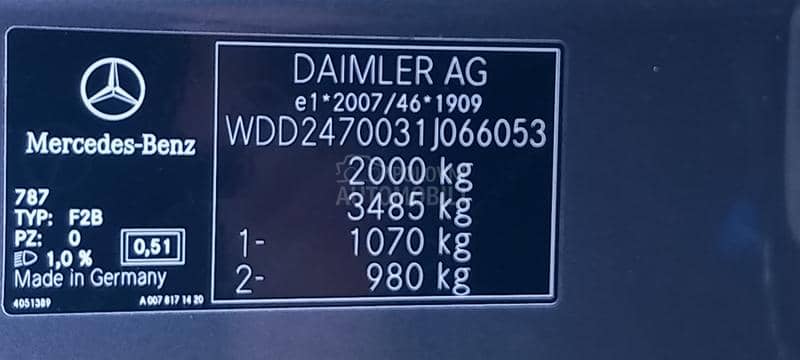 Mercedes-Benz
787
TYP: F2B
PZ: 0
1,0 %
0,51
Made in Germany
4051389
A 007 817 14 20
DAIMLER AG
e1*2007/46*1909
WDD2470031J066053
2000 kg
3485 kg
1- 1070 kg
2- 980 kg
AUTOMOBILI